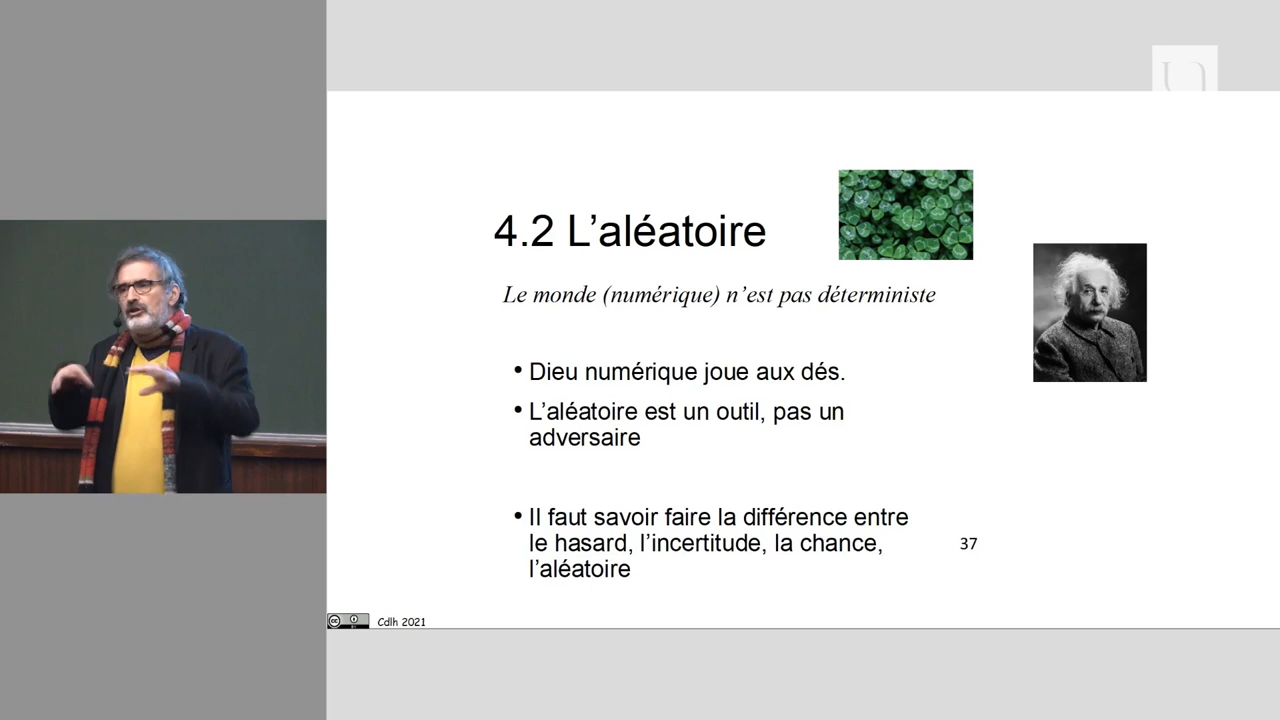 4.2 L’aléatoire
Le monde (numérique) n’est pas déterministe
• Dieu numérique joue aux dés.
• L’aléatoire est un outil, pas un
adversaire
• Il faut savoir faire la différence entre
le hasard, l’incertitude, la chance,
l’aléatoire
37
Cdlh 2021